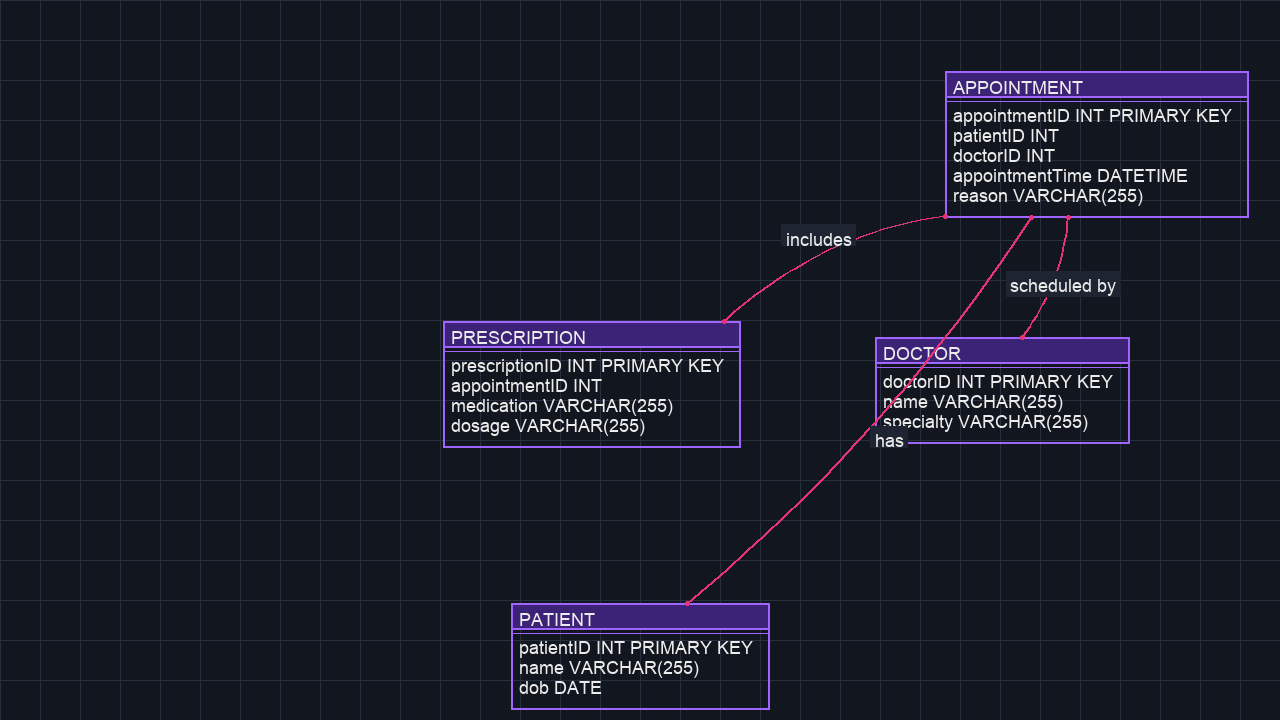 APPOINTMENT
appointmentID INT PRIMARY KEY
patientID INT
doctorID INT
appointmentTime DATETIME
reason VARCHAR(255)
includes
scheduled by
PRESCRIPTION
prescriptionID INT PRIMARY KEY
appointmentID INT
medication VARCHAR(255)
dosage VARCHAR(255)
DOCTOR
doctorID INT PRIMARY KEY
name VARCHAR(255)
specialty VARCHAR(255)
has
PATIENT
patientID INT PRIMARY KEY
name VARCHAR(255)
dob DATE